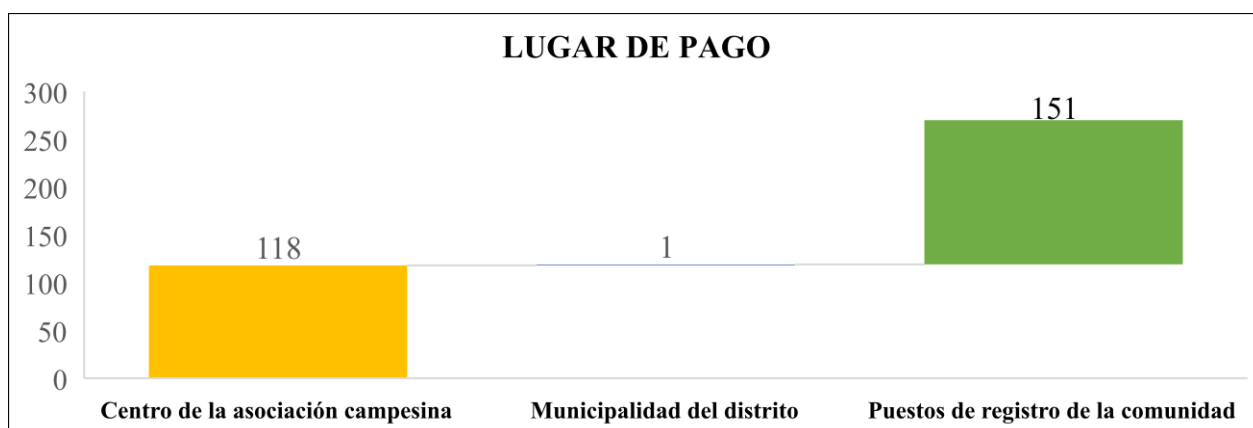 LUGAR DE PAGO
300
250
200
150
100
50
0
118
1
151
Centro de la asociación campesina
Municipalidad del distrito
Puestos de registro de la comunidad